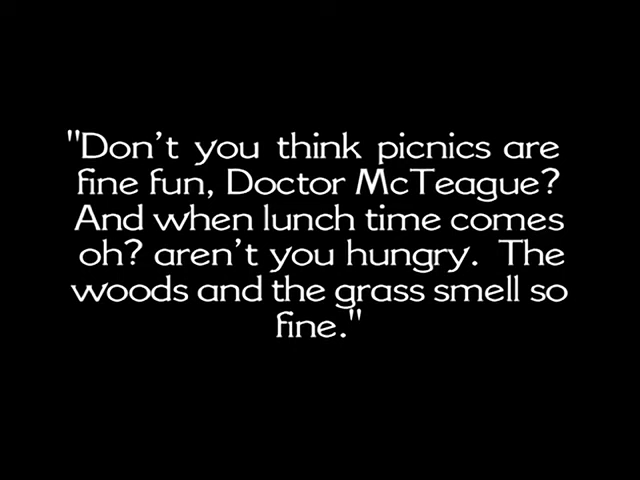 "Don't you think picnics are
fine fun, Doctor McTeague?
And when lunch time comes
oh? aren't you hungry.  The
woods and the grass smell so
fine."